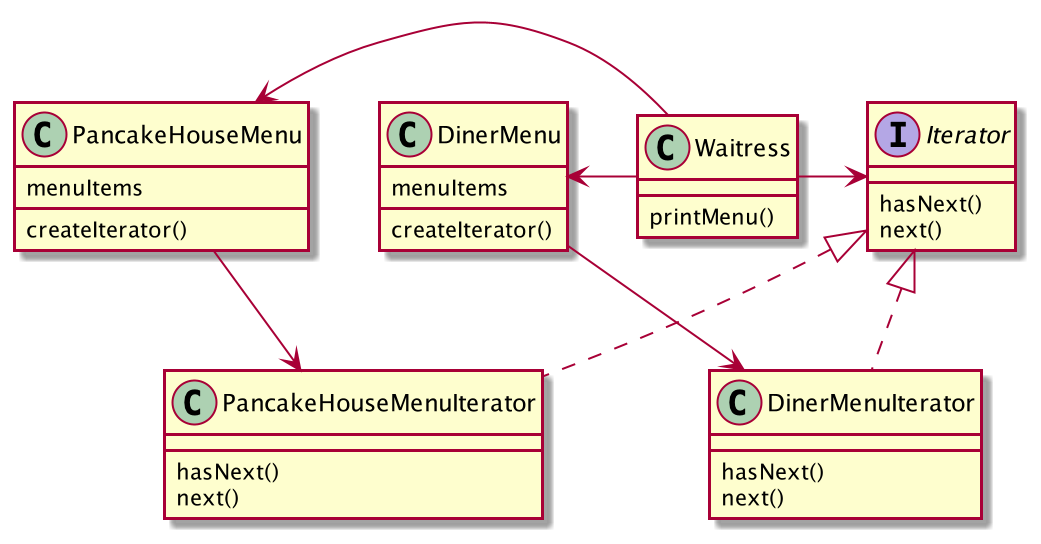 C PancakeHouseMenu
menuItems
createIterator()
C DinerMenu
menuItems
createIterator()
C Waitress
printMenu()
I Iterator
hasNext()
next()
C PancakeHouseMenuIterator
hasNext()
next()
C DinerMenuIterator
hasNext()
next()